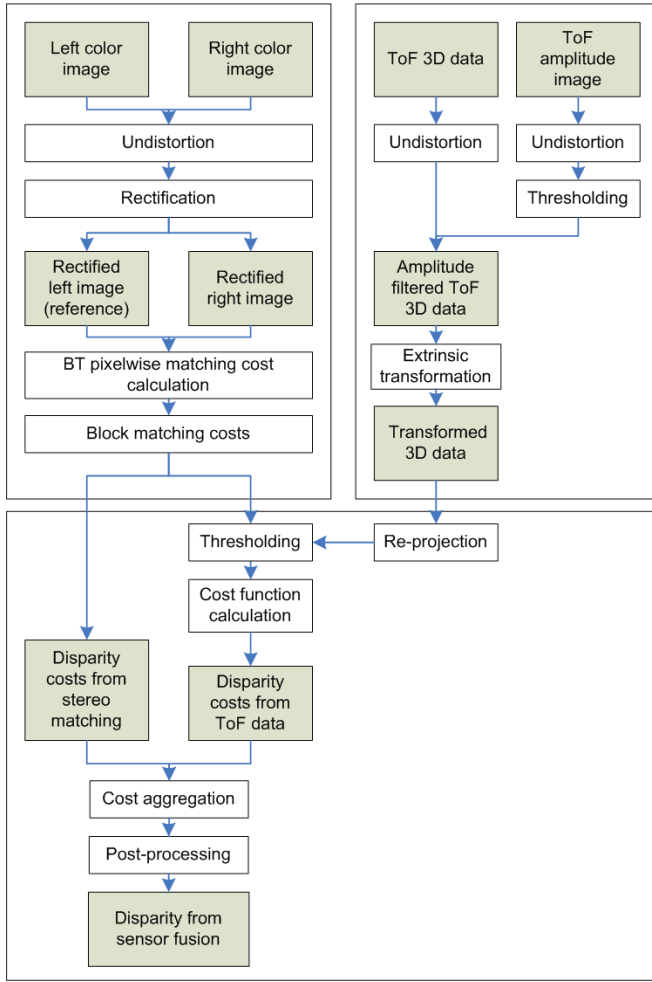 Left color
image
Right color
image
Undistortion
Rectification
Rectified
left image
(reference)
Rectified
right image
BT pixelwise matching cost
calculation
Block matching costs
ToF 3D data
ToF
amplitude
image
Undistortion
Undistortion
Thresholding
Amplitude
filtered ToF
3D data
Extrinsic
transformation
Transformed
3D data
Thresholding
Re-projection
Cost function
calculation
Disparity
costs from
stereo
matching
Disparity
costs from
ToF data
Cost aggregation
Post-processing
Disparity from
sensor fusion